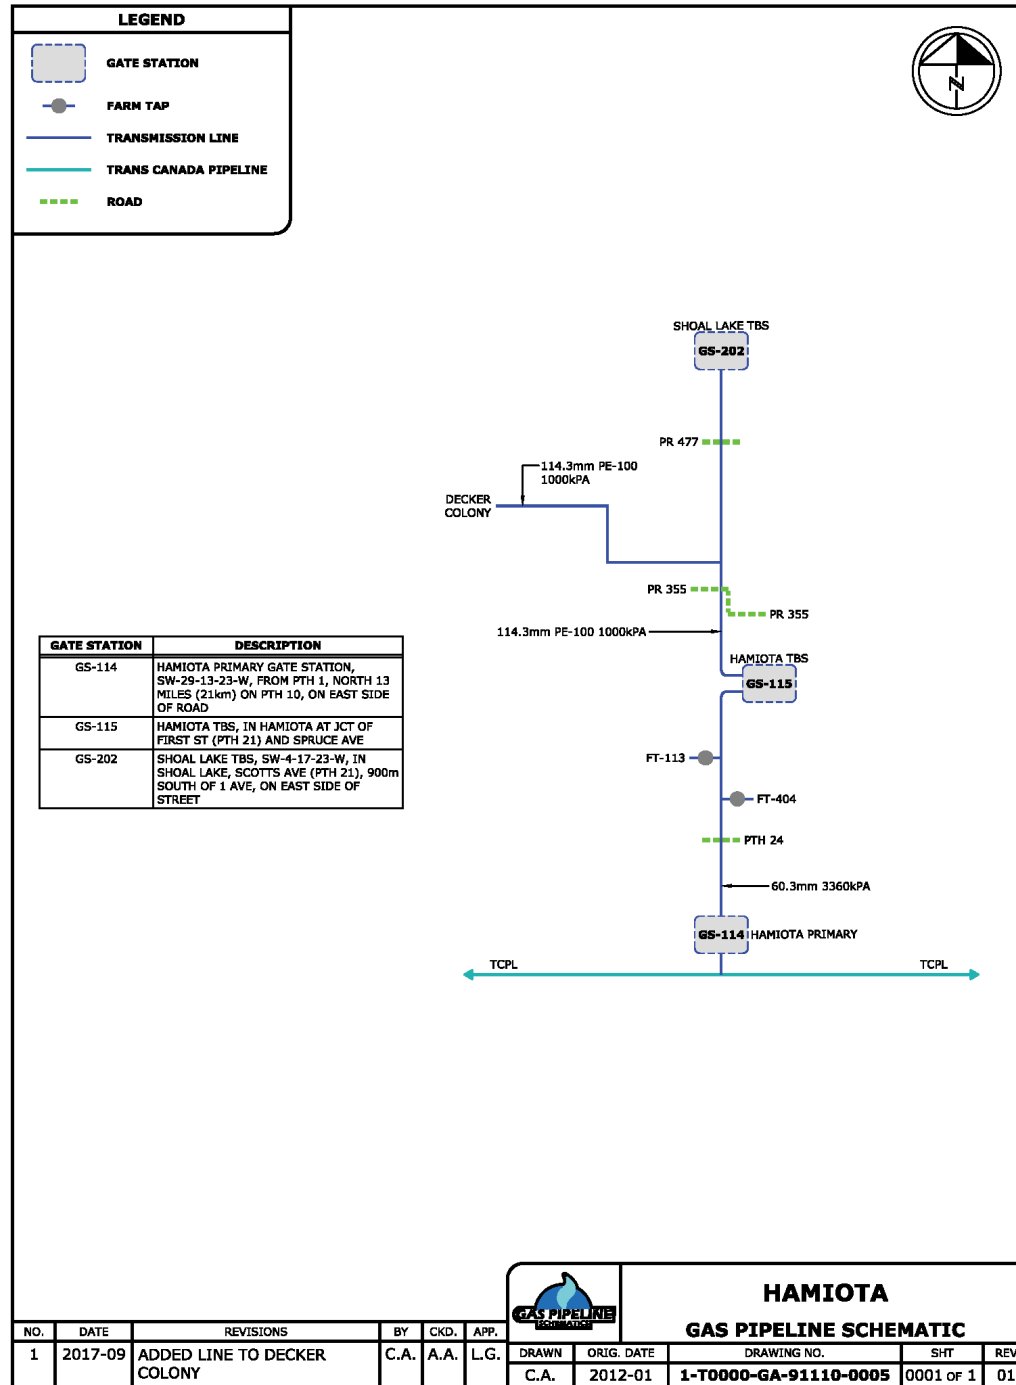 LEGEND
GATE STATION
FARM TAP
TRANSMISSION LINE
TRANS CANADA PIPELINE
ROAD
N
SHOAL LAKE TBS
GS-202
PR 477
114.3mm PE-100
1000kPA
DECKER
COLONY
PR 355
PR 355
114.3mm PE-100 1000kPA
HAMIOTA TBS
GS-115
FT-113
FT-404
PTH 24
60.3mm 3360kPA
GS-114 HAMIOTA PRIMARY
TCPL TCPL
GATE STATION DESCRIPTION
GS-114 HAMIOTA PRIMARY GATE STATION,
SW-29-13-23-W, FROM PTH 1, NORTH 13
MILES (21km) ON PTH 10, ON EAST SIDE
OF ROAD
GS-115 HAMIOTA TBS, IN HAMIOTA AT JCT OF
FIRST ST (PTH 21) AND SPRUCE AVE
GS-202 SHOAL LAKE TBS, SW-4-17-23-W, IN
SHOAL LAKE, SCOTTS AVE (PTH 21), 900m
SOUTH OF 1 AVE, ON EAST SIDE OF
STREET
GAS PIPELINE
SCHEMATICS
HAMIOTA
GAS PIPELINE SCHEMATIC
NO. DATE REVISIONS BY CKD. APP.
1 2017-09 ADDED LINE TO DECKER C.A. A.A. L.G.
COLONY
DRAWN ORIG. DATE DRAWING NO. SHT REV
C.A. 2012-01 1-T0000-GA-91110-0005 0001 OF 1 01